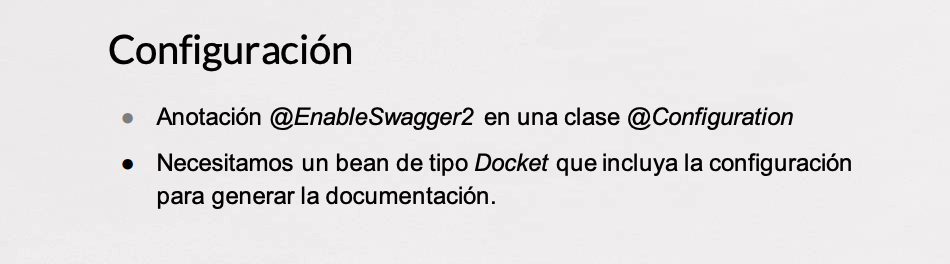 Configuración
● Anotación @EnableSwagger2 en una clase @Configuration
● Necesitamos un bean de tipo Docket que incluya la configuración
para generar la documentación.